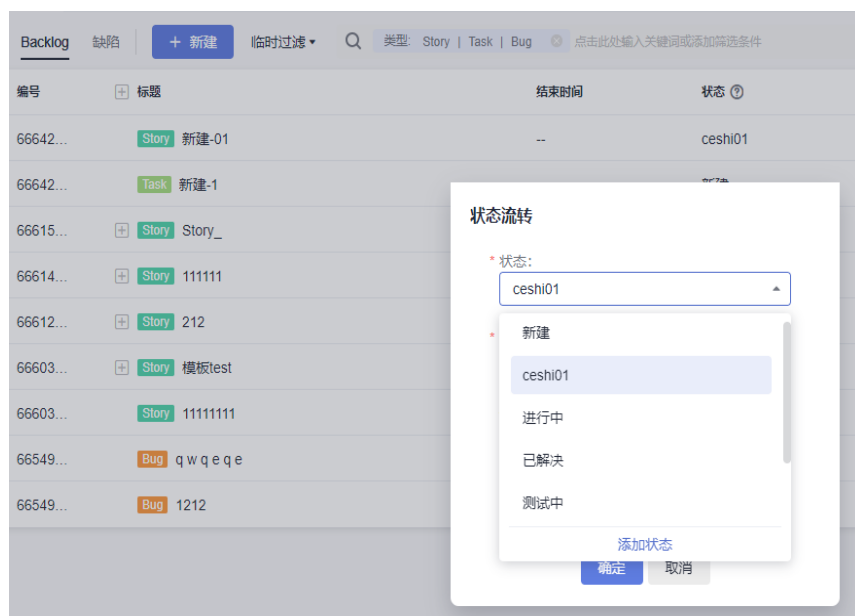 Backlog 缺陷 + 新建 临时过滤 类型: Story | Task | Bug 点击此处输入关键词或添加筛选条件
编号 标题 结束时间 状态
66642... Story 新建-01 -- ceshi01
66642... Task 新建-1 新建
66615... Story Story_
66614... Story 111111
66612... Story 212
66603... Story 模板test
66603... Story 11111111
66549... Bug q w q e q e
66549... Bug 1212
状态流转
* 状态:
ceshi01
*
新建
ceshi01
进行中
已解决
测试中
添加状态
确定 取消